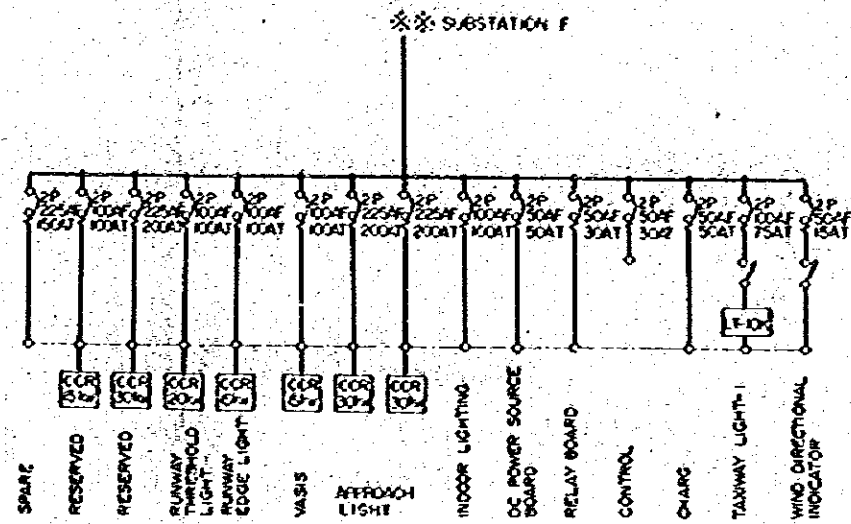 ※※ SUBSTATION F
2P 225AF 150AT
2P 100AF 100AT
2P 225AF 200AT
2P 100AF 100AT
2P 100AF 100AT
2P 100AF 100AT
2P 225AF 200AT
2P 225AF 200AT
2P 100AF 100AT
2P 50AF 50AT
2P 50AF 30AT
2P 50AF 30AT
2P 50AF 50AT
2P 100AF 75AT
2P 50AF 15AT
CCR
CCR
CCR
CCR
CCR
CCR
CCR
SPARE
RESERVED
RESERVED
RUNWAY
THRESHOLD
LIGHT
RUNWAY
EDGE LIGHT
VASIS
APPROACH
LIGHT
INDOOR LIGHTING
DC POWER SOURCE
BOARD
RELAY BOARD
CONTROL
CHARG
TAXIWAY LIGHT-1
WIND DIRECTIONAL
INDICATOR